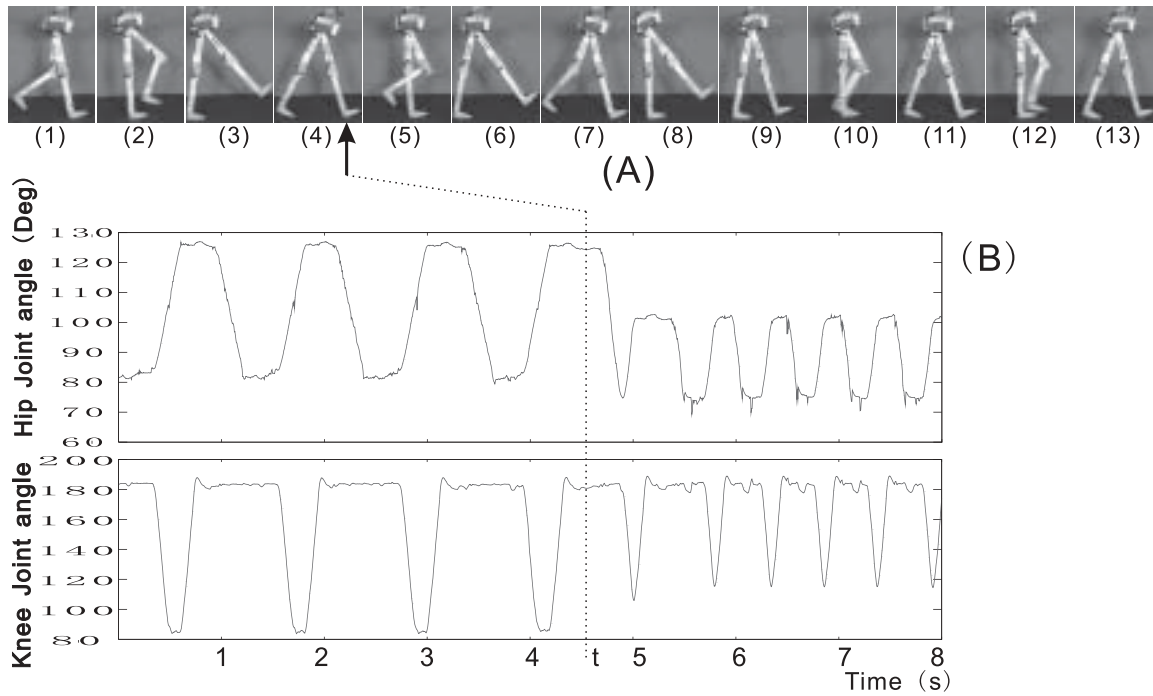 (1) (2) (3) (4) (5) (6) (7) (8) (9) (10) (11) (12) (13)
(A)
Hip Joint angle (Deg)
130
120
110
100
90
80
70
60
(B)
Knee Joint angle
200
180
160
140
120
100
80
1 2 3 4 t 5 6 7 8
Time (s)